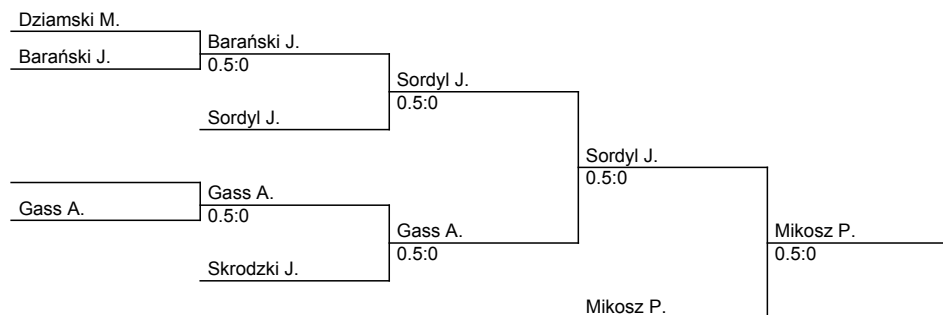 Dziamski M.
Barański J.
Barański J.
0.5:0
Sordyl J.
Sordyl J.
0.5:0
Gass A.
Gass A.
0.5:0
Skrodzki J.
Gass A.
0.5:0
Sordyl J.
0.5:0
Mikosz P.
Mikosz P.
0.5:0